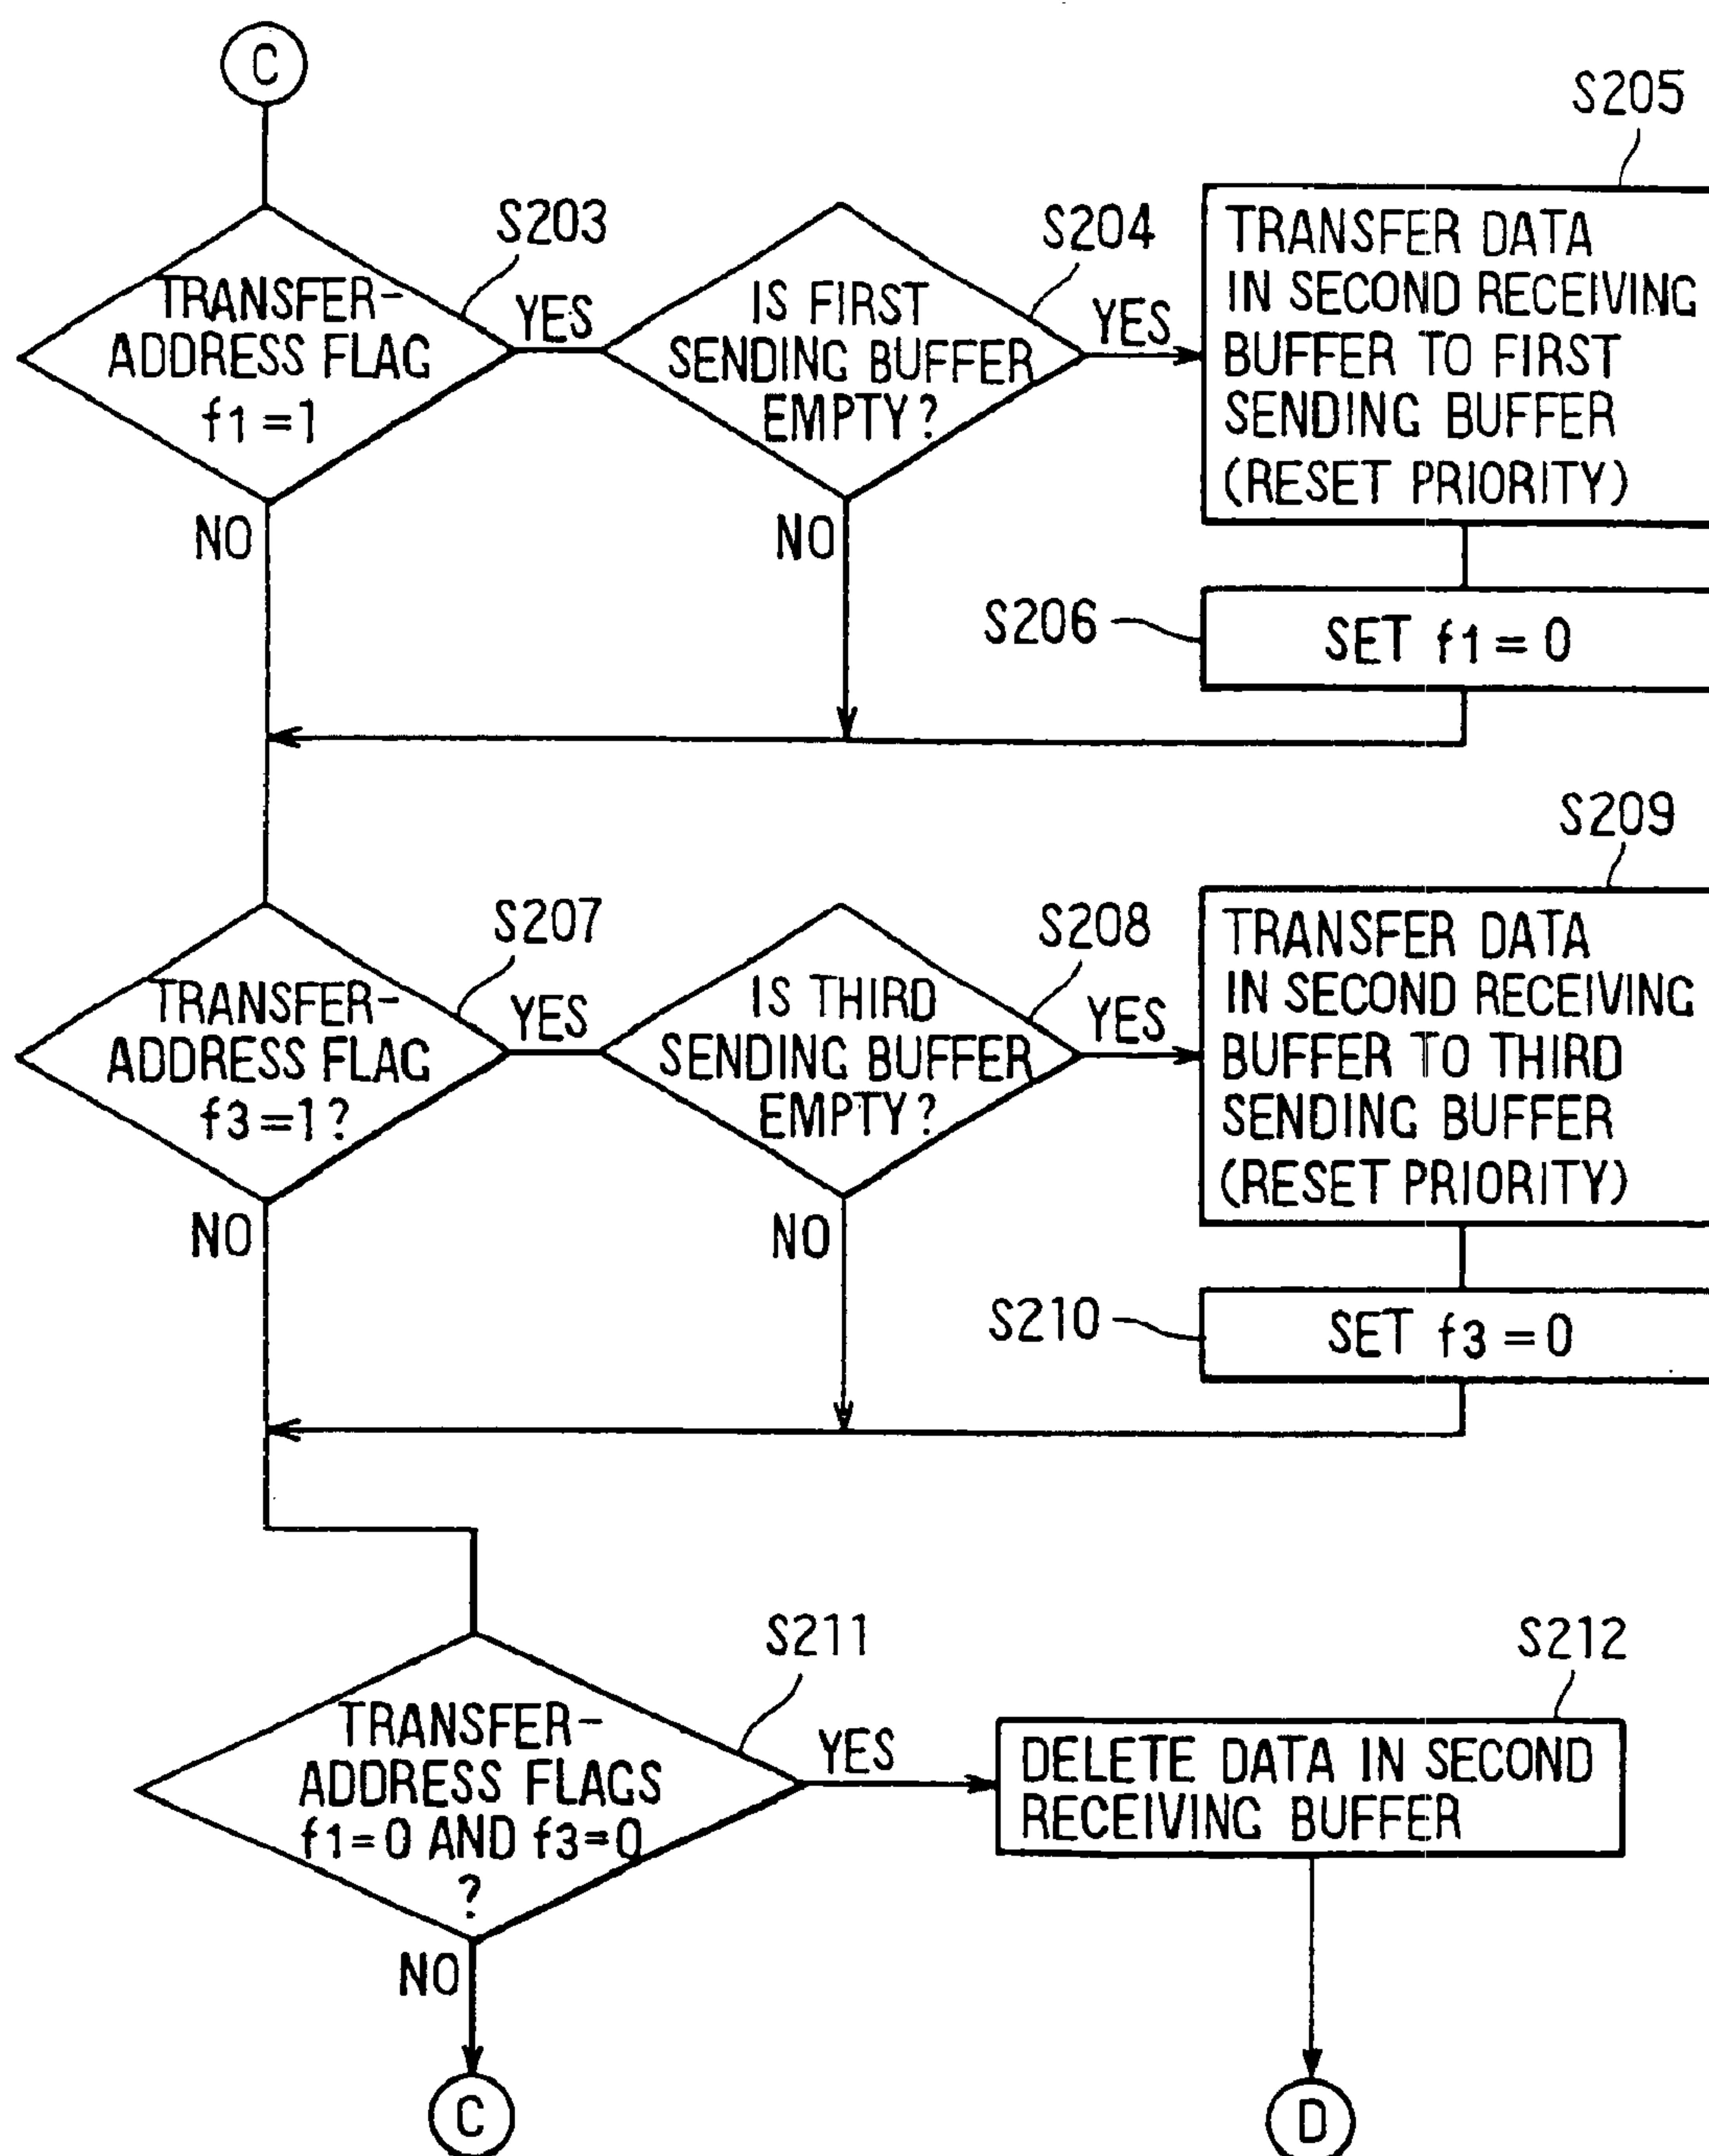 C
S203
TRANSFER-
ADDRESS FLAG
f1=1
YES
NO
S204
IS FIRST
SENDING BUFFER
EMPTY?
YES
NO
S205
TRANSFER DATA
IN SECOND RECEIVING
BUFFER TO FIRST
SENDING BUFFER
(RESET PRIORITY)
S206
SET f1=0
S207
TRANSFER-
ADDRESS FLAG
f3=1?
YES
NO
S208
IS THIRD
SENDING BUFFER
EMPTY?
YES
NO
S209
TRANSFER DATA
IN SECOND RECEIVING
BUFFER TO THIRD
SENDING BUFFER
(RESET PRIORITY)
S210
SET f3=0
S211
TRANSFER-
ADDRESS FLAGS
f1=0 AND f3=0
?
YES
NO
S212
DELETE DATA IN SECOND
RECEIVING BUFFER
C
D